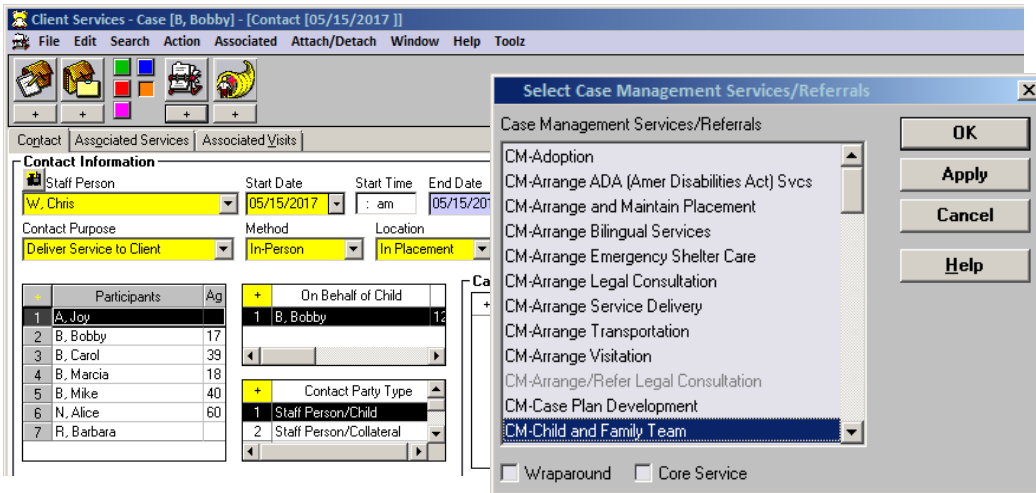 Client Services - Case [B, Bobby] - [Contact [05/15/2017 ]]
File Edit Search Action Associated Attach/Detach Window Help Toolz
+ + + +
Contact Associated Services Associated Visits
Contact Information
Staff Person Start Date Start Time End Date
W, Chris 05/15/2017 : am 05/15/201
Contact Purpose Method Location
Deliver Service to Client In-Person In Placement
+ Participants Ag
1 A, Joy
2 B, Bobby 17
3 B, Carol 39
4 B, Marcia 18
5 B, Mike 40
6 N, Alice 60
7 R, Barbara
+ On Behalf of Child
1 B, Bobby 12
+ Contact Party Type
1 Staff Person/Child
2 Staff Person/Collateral
Ca
+
Select Case Management Services/Referrals
Case Management Services/Referrals
CM-Adoption
CM-Arrange ADA (Amer Disabilities Act) Svcs
CM-Arrange and Maintain Placement
CM-Arrange Bilingual Services
CM-Arrange Emergency Shelter Care
CM-Arrange Legal Consultation
CM-Arrange Service Delivery
CM-Arrange Transportation
CM-Arrange Visitation
CM-Arrange/Refer Legal Consultation
CM-Case Plan Development
CM-Child and Family Team
Wraparound Core Service
OK
Apply
Cancel
Help